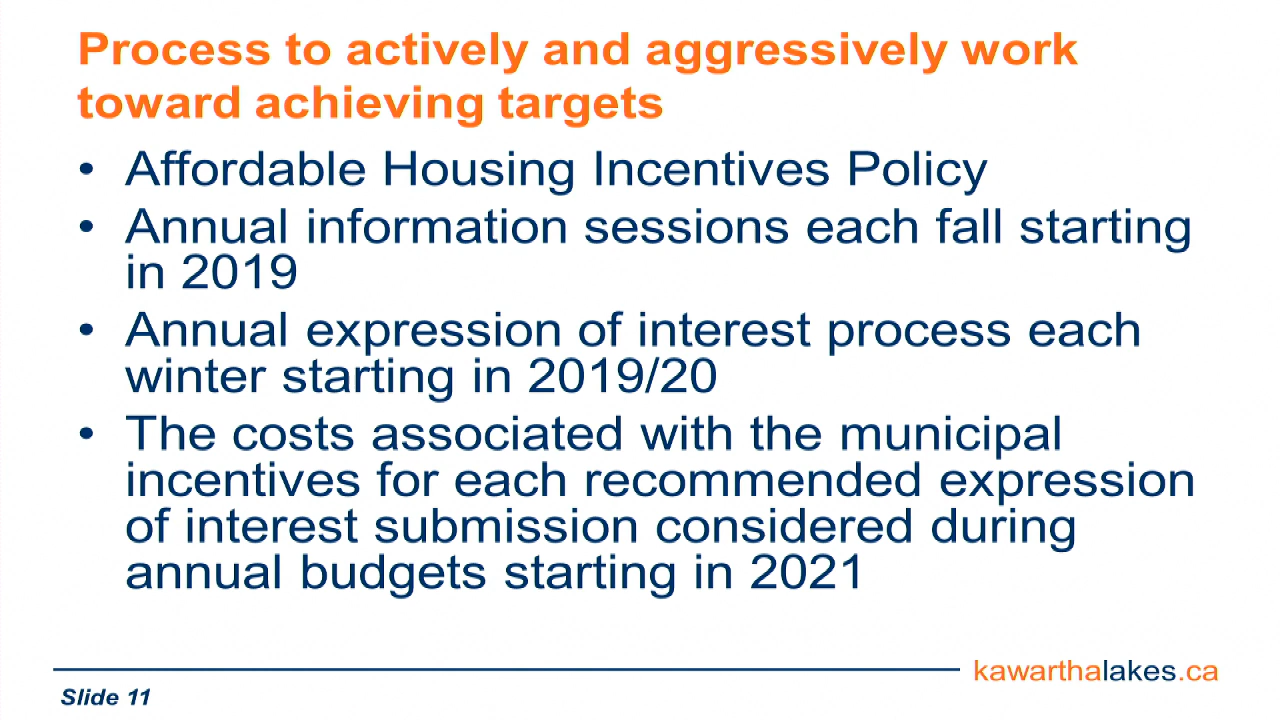 Process to actively and aggressively work
toward achieving targets
• Affordable Housing Incentives Policy
• Annual information sessions each fall starting
in 2019
• Annual expression of interest process each
winter starting in 2019/20
• The costs associated with the municipal
incentives for each recommended expression
of interest submission considered during
annual budgets starting in 2021
kawarthalakes.ca
Slide 11